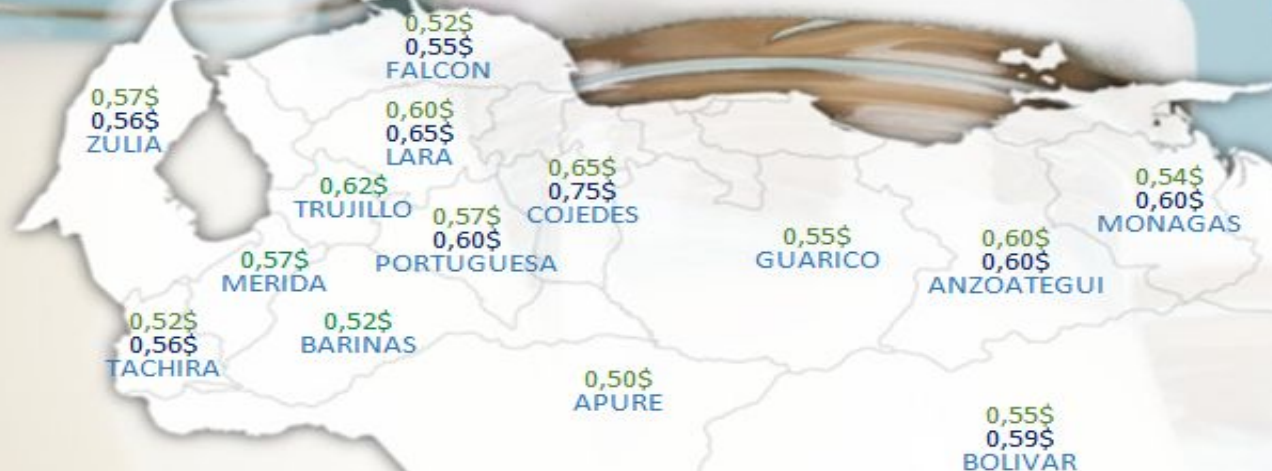 0,52$
0,55$
FALCON
0,57$
0,56$
ZULIA
0,60$
0,65$
LARA
0,65$
0,75$
COJEDES
0,62$
TRUJILLO
0,57$
0,60$
PORTUGUESA
0,54$
0,60$
MONAGAS
0,55$
GUARICO
0,60$
0,60$
ANZOATEGUI
0,57$
MERIDA
0,52$
0,56$
TACHIRA
0,52$
BARINAS
0,50$
APURE
0,55$
0,59$
BOLIVAR